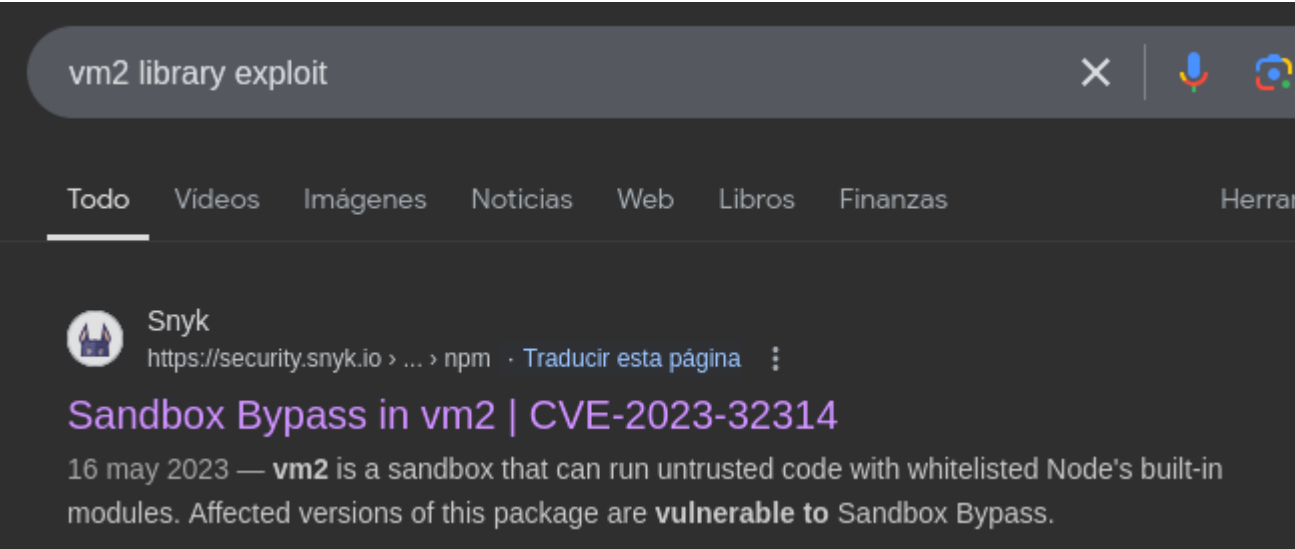 vm2 library exploit
Todo Vídeos Imágenes Noticias Web Libros Finanzas Herrar
Snyk
https://security.snyk.io › ... › npm · Traducir esta página
Sandbox Bypass in vm2 | CVE-2023-32314
16 may 2023 — vm2 is a sandbox that can run untrusted code with whitelisted Node's built-in
modules. Affected versions of this package are vulnerable to Sandbox Bypass.